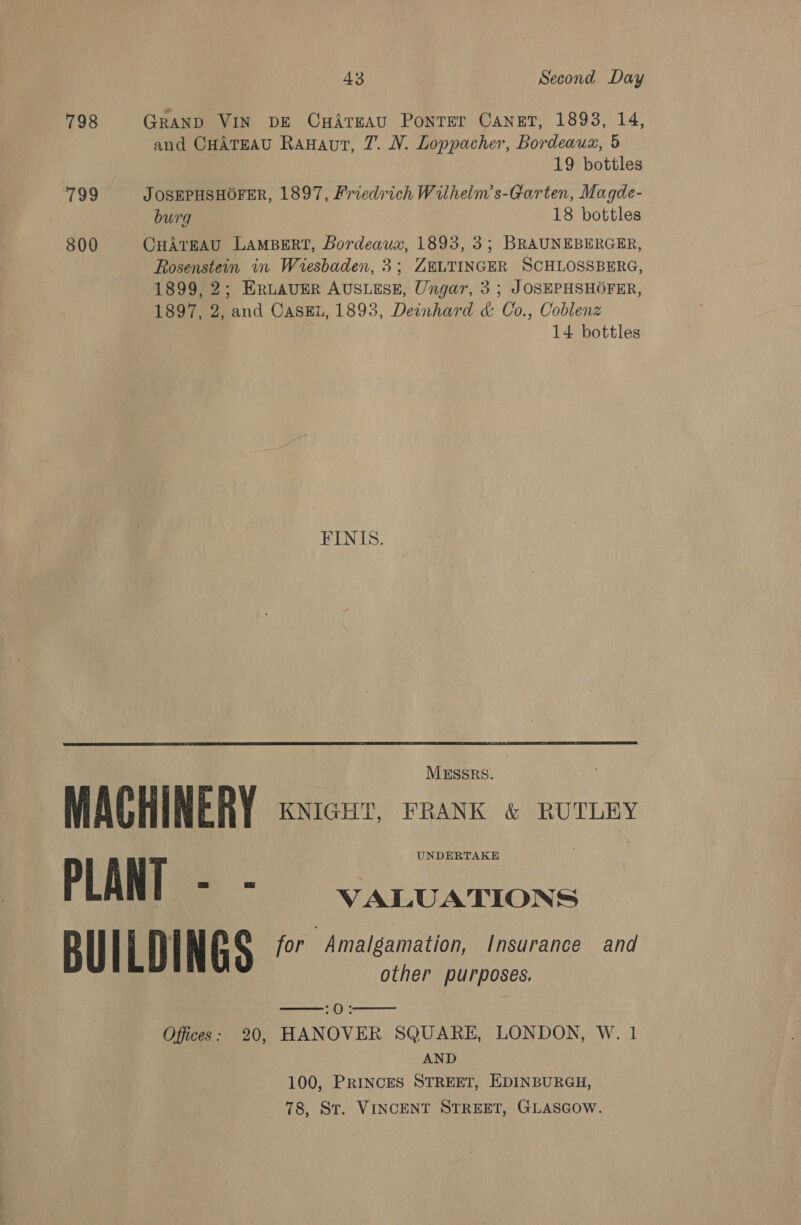 43 Second Day
798 GRAND VIN DE CHÂTEAU PONTET CANET, 1893, 14,
and CHÂTEAU RAHAUT, T. N. Loppacher, Bordeaux, 5
19 bottles
799 JOSEPHSHÖFER, 1897, Friedrich Wilhelm's-Garten, Magde-
burg 18 bottles
800 CHÂTEAU LAMBERT, Bordeaux, 1893, 3; BRAUNEBERGER,
Rosenstein in Wiesbaden, 3; ZELTINGER SCHLOSSBERG,
1899, 2; ERLAUER AUSLESE, Ungar, 3; JOSEPHSHÖFER,
1897, 2, and CASEL, 1893, Deinhard & Co., Coblenz
14 bottles
FINIS.
MESSRS.
MACHINERY KNIGHT, FRANK & RUTLEY
UNDERTAKE
PLANT - - VALUATIONS
BUILDINGS for Amalgamation, Insurance and
other purposes.
——:0:——
Offices: 20, HANOVER SQUARE, LONDON, W. 1
AND
100, PRINCES STREET, EDINBURGH,
78, ST. VINCENT STREET, GLASGOW.